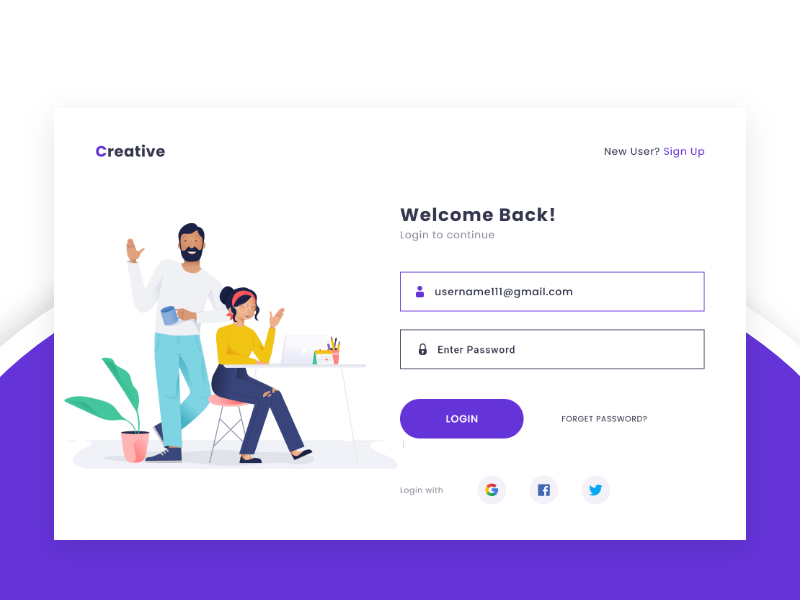 Creative
New User? Sign Up
Welcome Back!
Login to continue
username111@gmail.com
Enter Password
LOGIN
FORGET PASSWORD?
Login with